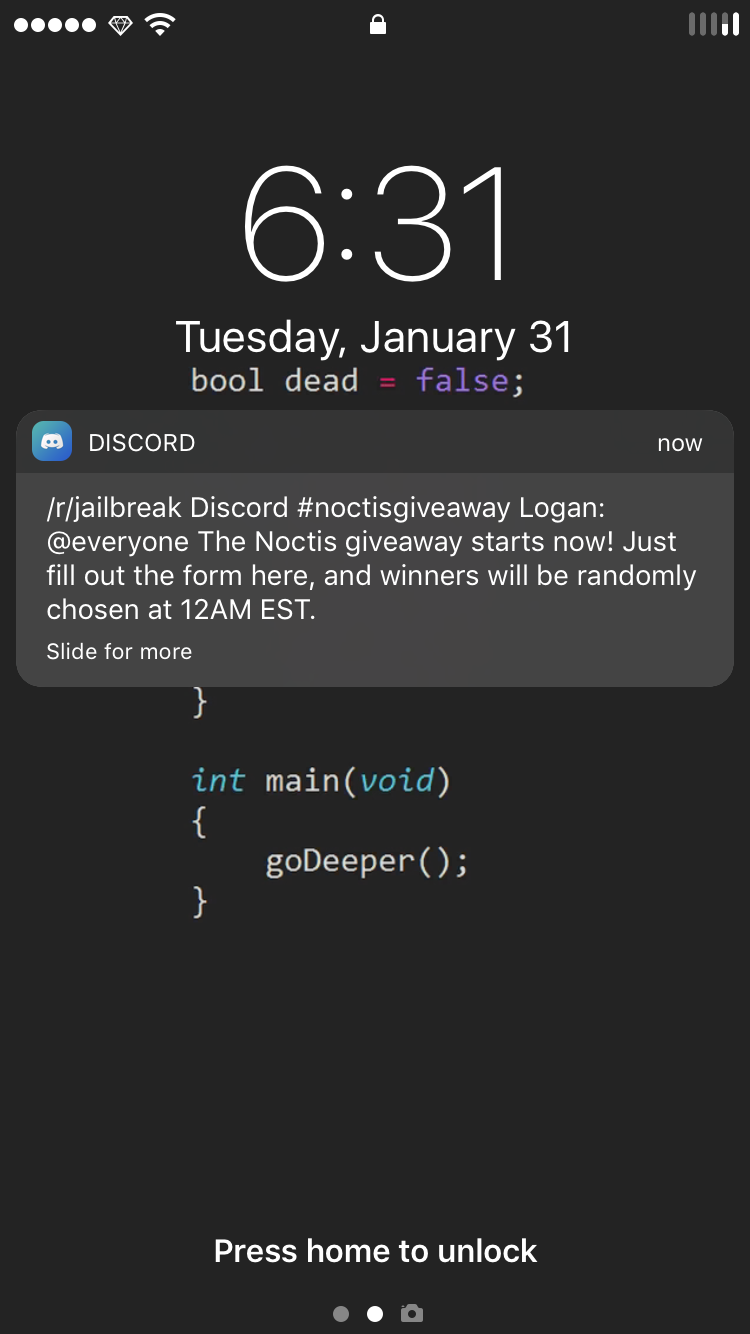 6:31
Tuesday, January 31
bool dead = false;
DISCORD now
/r/jailbreak Discord #noctisgiveaway Logan:
@everyone The Noctis giveaway starts now! Just
fill out the form here, and winners will be randomly
chosen at 12AM EST.
Slide for more
}
int main(void)
{
goDeeper();
}
Press home to unlock